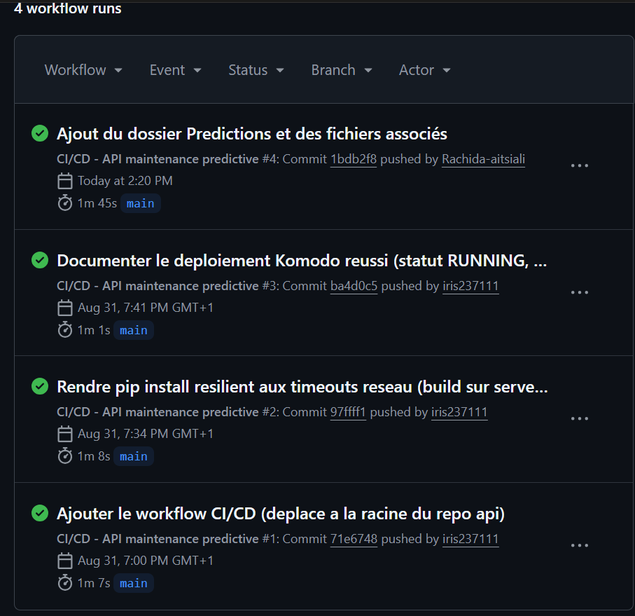 4 workflow runs
Workflow Event Status Branch Actor
Ajout du dossier Predictions et des fichiers associés
CI/CD - API maintenance predictive #4: Commit 1bdb2f8 pushed by Rachida-aitsiali
Today at 2:20 PM
1m 45s main
Documenter le deploiement Komodo reussi (statut RUNNING, ...
CI/CD - API maintenance predictive #3: Commit ba4d0c5 pushed by iris237111
Aug 31, 7:41 PM GMT+1
1m 1s main
Rendre pip install resilient aux timeouts reseau (build sur serve...
CI/CD - API maintenance predictive #2: Commit 97ffff1 pushed by iris237111
Aug 31, 7:34 PM GMT+1
1m 8s main
Ajouter le workflow CI/CD (deplace a la racine du repo api)
CI/CD - API maintenance predictive #1: Commit 71e6748 pushed by iris237111
Aug 31, 7:00 PM GMT+1
1m 7s main